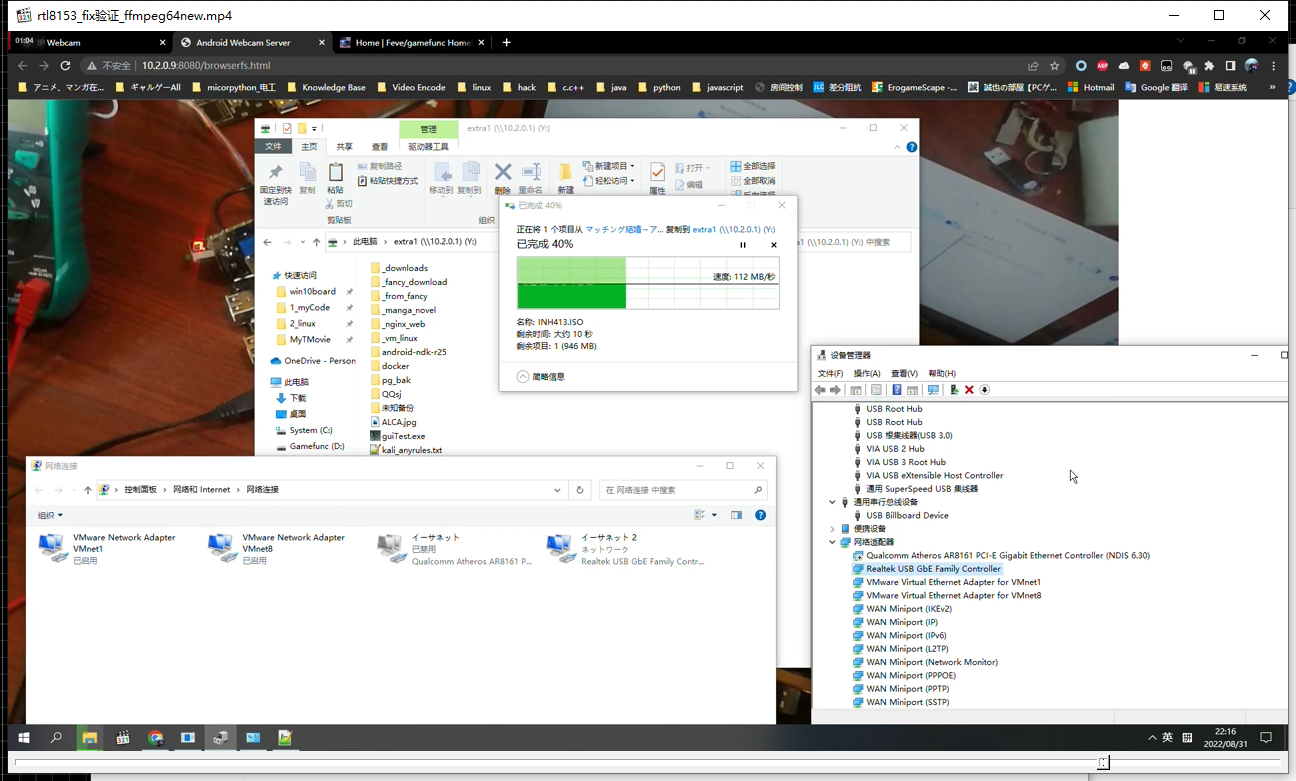 rtl8153_fix验证_ffmpeg64new.mp4
01:04 Webcam
Android Webcam Server
Home | Feve/gamefunc Home
不安全 | 10.2.0.9:8080/browserfs.html
アニメ、マンガ在...
ギャルゲーAll
micorpython_电工
Knowledge Base
Video Encode
linux
hack
c.c++
java
python
javascript
房间控制
差分阻抗
ErogameScape -...
誠也の部屋【PCゲ...
Hotmail
Google 翻译
易速系统
管理
extra1 (\\10.2.0.1) (Y:)
文件
主页
共享
查看
驱动器工具
固定到快速访问
复制
粘贴
复制路径
粘贴快捷方式
剪切
剪贴板
移动到
复制到
删除
重命名
组织
新建
新建项目
轻松访问
属性
打开
编辑
全部选择
全部取消
此电脑 › extra1 (\\10.2.0.1) (Y:)
a1 (\\10.2.0.1) (Y:) 中搜索
快速访问
win10board
1_myCode
2_linux
MyTMovie
OneDrive - Person
此电脑
下载
桌面
System (C:)
Gamefunc (D:)
_downloads
_fancy_download
_from_fancy
_manga_novel
_nginx_web
_vm_linux
android-ndk-r25
docker
pg_bak
QQsj
未知备份
ALCA.jpg
guiTest.exe
kali_anyrules.txt
已完成 40%
正在将 1 个项目从 マッチング結婚~ア... 复制到 extra1 (\\10.2.0.1) (Y:)
已完成 40%
速度: 112 MB/秒
名称: INH413.ISO
剩余时间: 大约 10 秒
剩余项目: 1 (946 MB)
简略信息
设备管理器
文件(F) 操作(A) 查看(V) 帮助(H)
USB Root Hub
USB Root Hub
USB 根集线器(USB 3.0)
VIA USB 2 Hub
VIA USB 3 Root Hub
VIA USB eXtensible Host Controller
通用 SuperSpeed USB 集线器
通用串行总线设备
USB Billboard Device
便携设备
网络适配器
Qualcomm Atheros AR8161 PCI-E Gigabit Ethernet Controller (NDIS 6.30)
Realtek USB GbE Family Controller
VMware Virtual Ethernet Adapter for VMnet1
VMware Virtual Ethernet Adapter for VMnet8
WAN Miniport (IKEv2)
WAN Miniport (IP)
WAN Miniport (IPv6)
WAN Miniport (L2TP)
WAN Miniport (Network Monitor)
WAN Miniport (PPPOE)
WAN Miniport (PPTP)
WAN Miniport (SSTP)
网络连接
控制面板 › 网络和 Internet › 网络连接
在 网络连接 中搜索
组织
VMware Network Adapter VMnet1
已启用
VMware Network Adapter VMnet8
已启用
イーサネット
已禁用
Qualcomm Atheros AR8161 P...
イーサネット 2
ネットワーク
Realtek USB GbE Family Contr...
英
22:16
2022/08/31